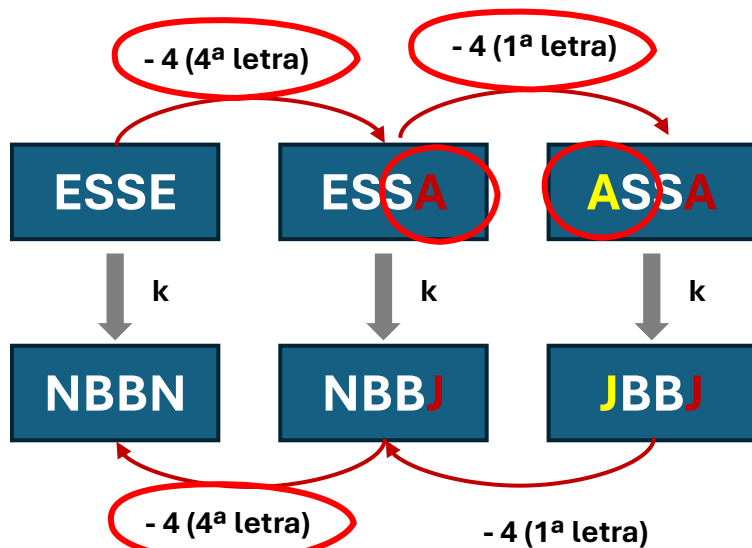 - 4 (4ª letra)
- 4 (1ª letra)
ESSE
ESSA
ASSA
k
k
k
NBBN
NBBJ
JBBJ
- 4 (4ª letra)
- 4 (1ª letra)